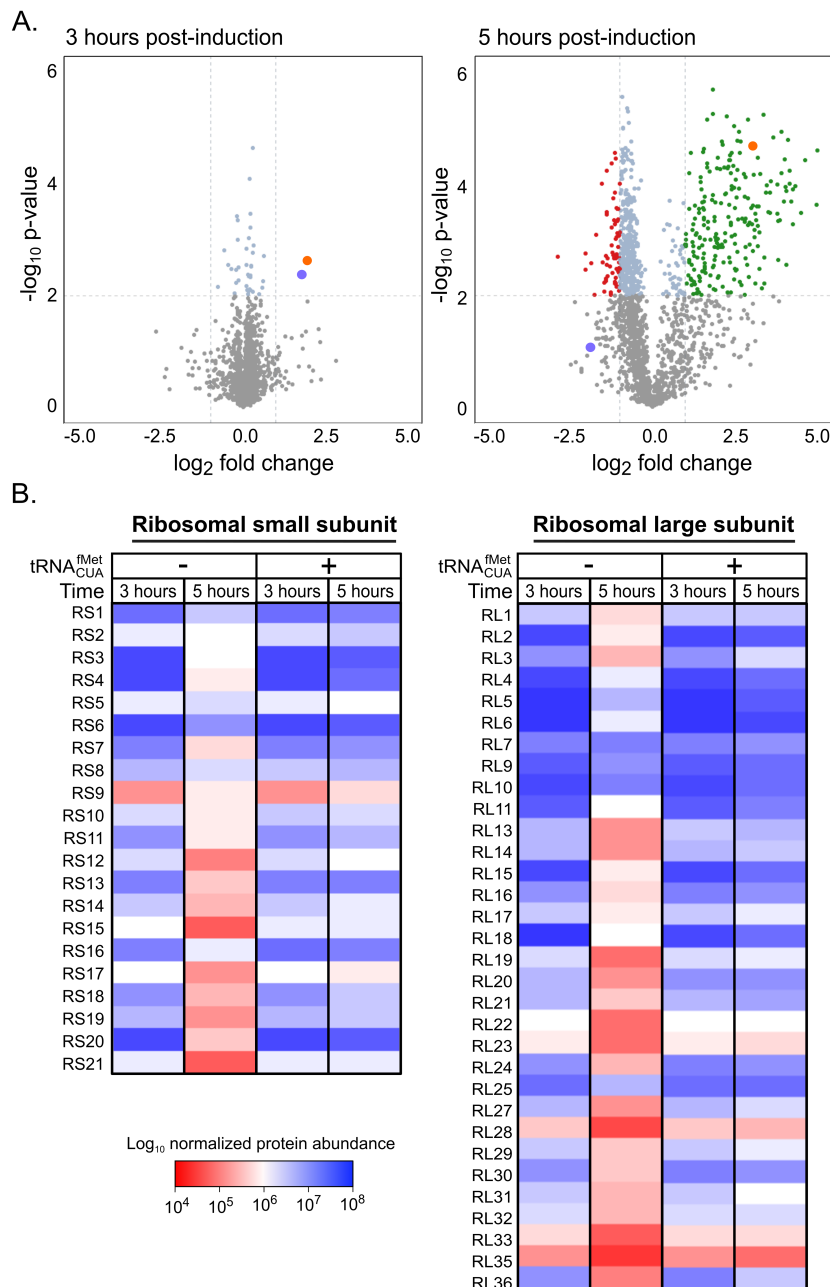 A.
3 hours post-induction
5 hours post-induction
6
4
2
0
-log10 p-value
-5.0 -2.5 0.0 2.5 5.0
log2 fold change
6
4
2
0
-log10 p-value
-5.0 -2.5 0.0 2.5 5.0
log2 fold change
B.
Ribosomal small subunit
tRNA fMet CUA - +
Time 3 hours 5 hours 3 hours 5 hours
RS1
RS2
RS3
RS4
RS5
RS6
RS7
RS8
RS9
RS10
RS11
RS12
RS13
RS14
RS15
RS16
RS17
RS18
RS19
RS20
RS21
Log10 normalized protein abundance
10^4 10^5 10^6 10^7 10^8
Ribosomal large subunit
tRNA fMet CUA - +
Time 3 hours 5 hours 3 hours 5 hours
RL1
RL2
RL3
RL4
RL5
RL6
RL7
RL9
RL10
RL11
RL13
RL14
RL15
RL16
RL17
RL18
RL19
RL20
RL21
RL22
RL23
RL24
RL25
RL27
RL28
RL29
RL30
RL31
RL32
RL33
RL35
RL36